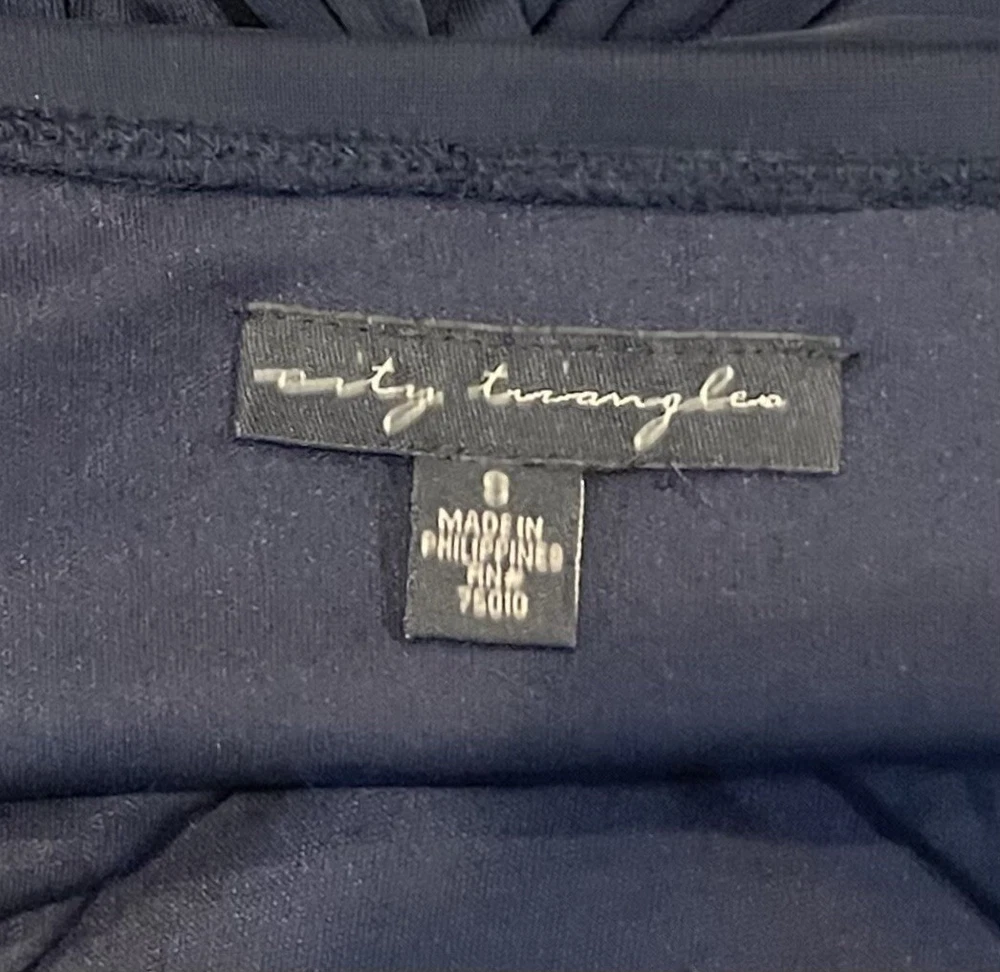 city triangles
8
MADE IN
PHILIPPINES
RN#
75010